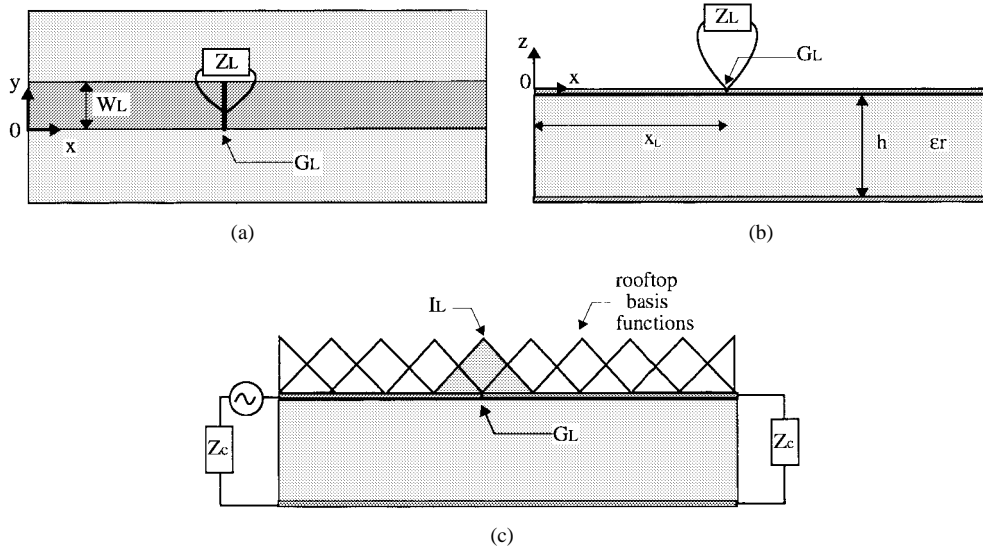 ZL
y
WL
0
x
GL
(a)
ZL
z
GL
0
x
xL
h
εr
(b)
rooftop
basis
functions
IL
GL
Zc
Zc
(c)